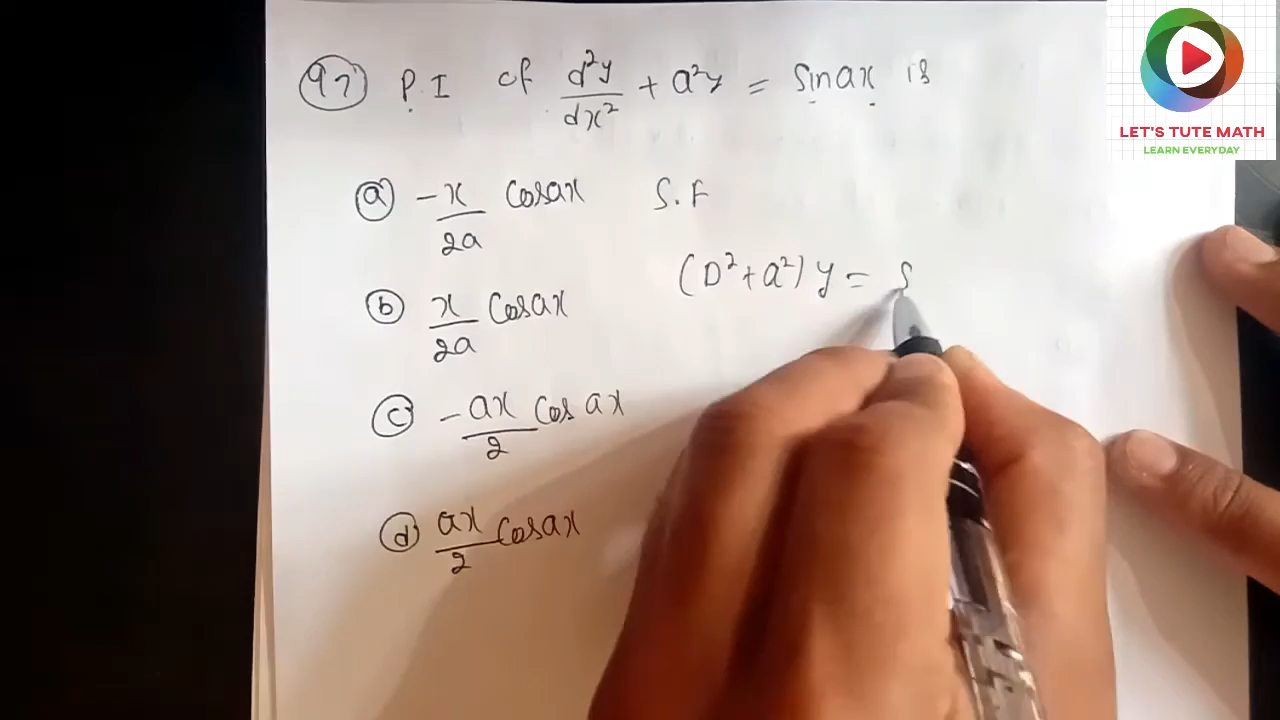 97) P.I of d²y/dx² + a²y = sinax is
LET'S TUTE MATH
LEARN EVERYDAY
(a) -x/2a cosax
S.F
(D²+a²)y = S
(b) x/2a cosax
(c) -ax/2 cos ax
(d) ax/2 cosax